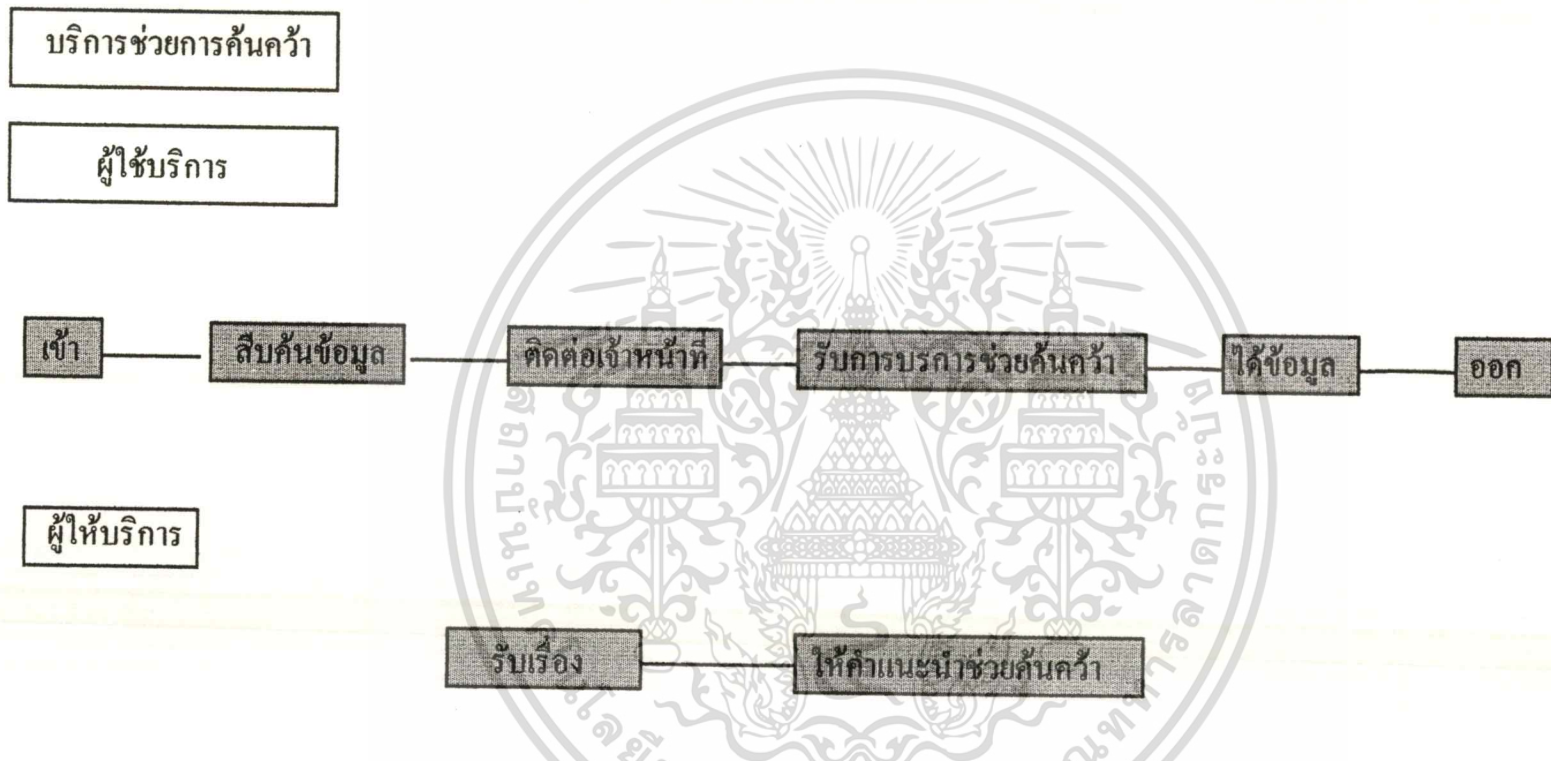 บริการช่วยการค้นคว้า
ผู้ใช้บริการ
เข้า สืบค้นข้อมูล ติดต่อเจ้าหน้าที่ รับการบรการช่วยค้นคว้า ได้ข้อมูล ออก
ผู้ให้บริการ
รับเรื่อง ให้คำแนะนำช่วยค้นคว้า